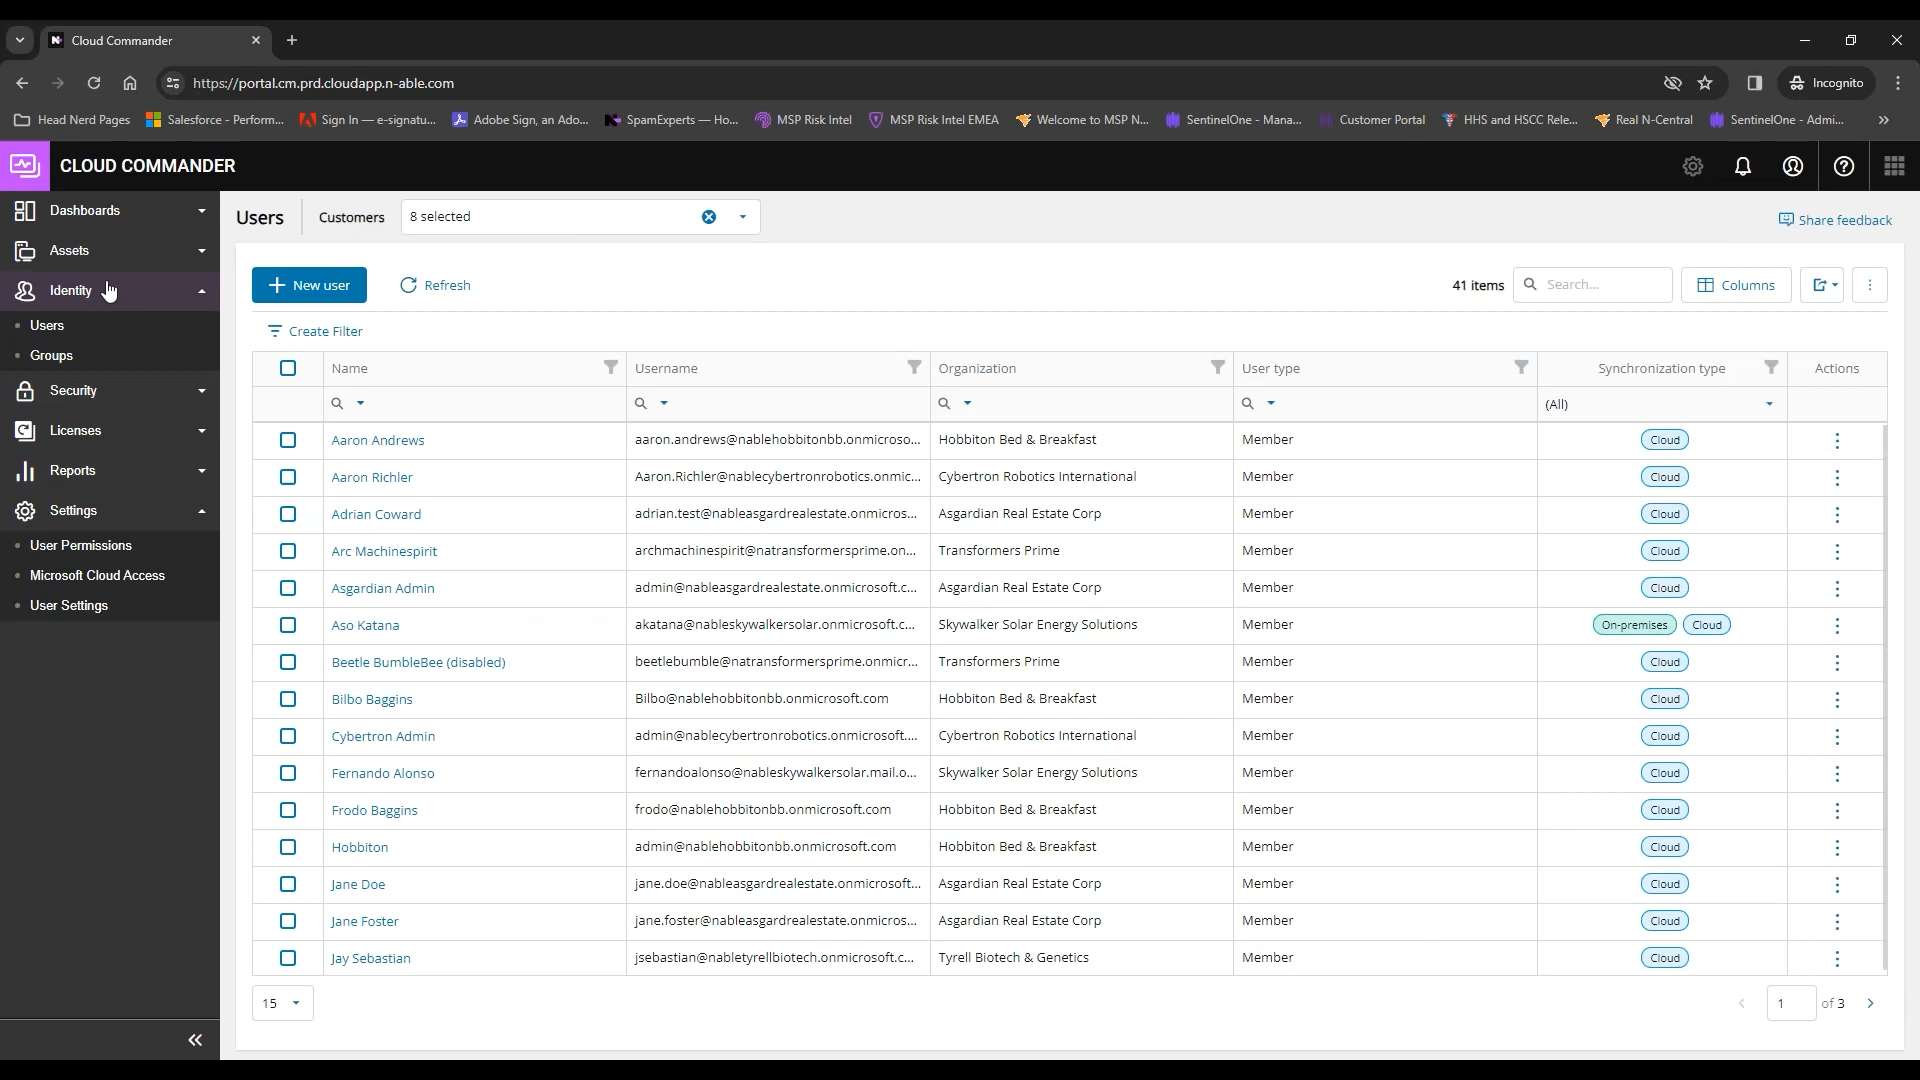 Cloud Commander
https://portal.cm.prd.cloudapp.n-able.com
Incognito
Head Nerd Pages
Salesforce - Perform...
Sign In — e-signatu...
Adobe Sign, an Ado...
SpamExperts — Ho...
MSP Risk Intel
MSP Risk Intel EMEA
Welcome to MSP N...
SentinelOne - Mana...
Customer Portal
HHS and HSCC Rele...
Real N-Central
SentinelOne - Admi...
CLOUD COMMANDER
Dashboards
Assets
Identity
Users
Groups
Security
Licenses
Reports
Settings
User Permissions
Microsoft Cloud Access
User Settings
Users
Customers
8 selected
Share feedback
New user
Refresh
41 items
Search...
Columns
Create Filter
Name Username Organization User type Synchronization type Actions
(All)
Aaron Andrews aaron.andrews@nablehobbitonbb.onmicroso... Hobbiton Bed & Breakfast Member Cloud
Aaron Richler Aaron.Richler@nablecybertronrobotics.onmic... Cybertron Robotics International Member Cloud
Adrian Coward adrian.test@nableasgardrealestate.onmicros... Asgardian Real Estate Corp Member Cloud
Arc Machinespirit archmachinespirit@natransformersprime.on... Transformers Prime Member Cloud
Asgardian Admin admin@nableasgardrealestate.onmicrosoft.c... Asgardian Real Estate Corp Member Cloud
Aso Katana akatana@nableskywalkersolar.onmicrosoft.c... Skywalker Solar Energy Solutions Member On-premises Cloud
Beetle BumbleBee (disabled) beetlebumble@natransformersprime.onmicr... Transformers Prime Member Cloud
Bilbo Baggins Bilbo@nablehobbitonbb.onmicrosoft.com Hobbiton Bed & Breakfast Member Cloud
Cybertron Admin admin@nablecybertronrobotics.onmicrosoft.... Cybertron Robotics International Member Cloud
Fernando Alonso fernandoalonso@nableskywalkersolar.mail.o... Skywalker Solar Energy Solutions Member Cloud
Frodo Baggins frodo@nablehobbitonbb.onmicrosoft.com Hobbiton Bed & Breakfast Member Cloud
Hobbiton admin@nablehobbitonbb.onmicrosoft.com Hobbiton Bed & Breakfast Member Cloud
Jane Doe jane.doe@nableasgardrealestate.onmicrosoft... Asgardian Real Estate Corp Member Cloud
Jane Foster jane.foster@nableasgardrealestate.onmicros... Asgardian Real Estate Corp Member Cloud
Jay Sebastian jsebastian@nabletyrellbiotech.onmicrosoft.c... Tyrell Biotech & Genetics Member Cloud
15
1 of 3